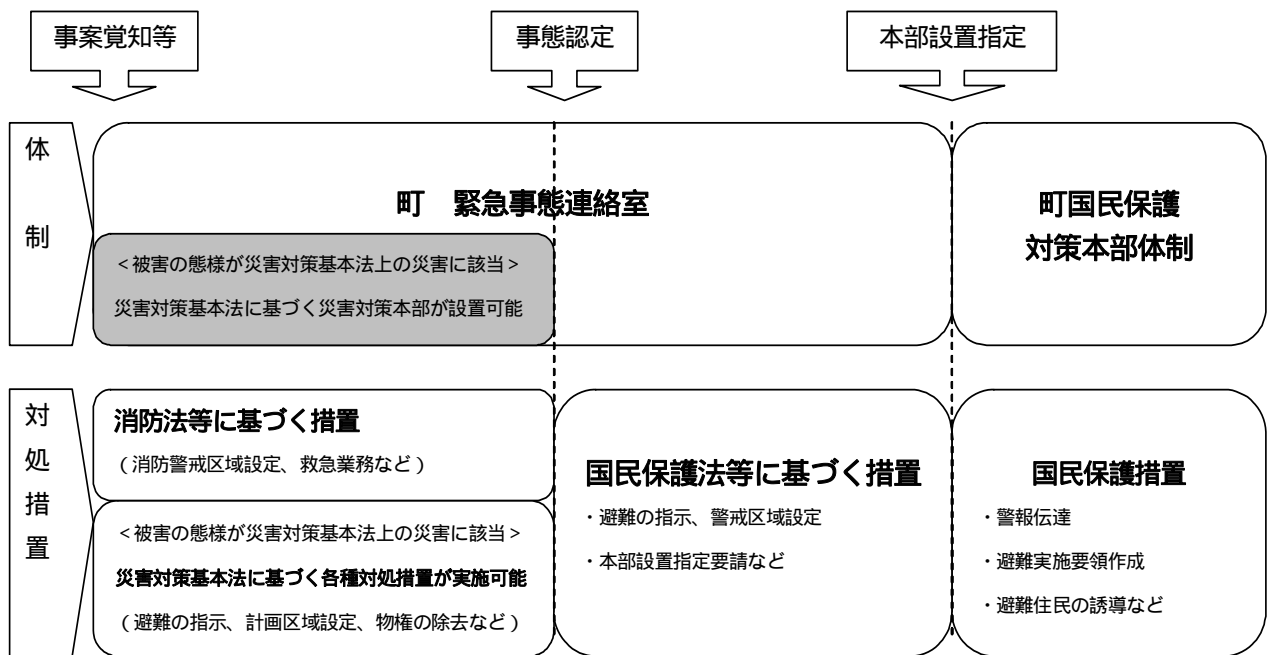 事案覚知等
事態認定
本部設置指定
体制
町　緊急事態連絡室
<被害の態様が災害対策基本法上の災害に該当>
災害対策基本法に基づく災害対策本部が設置可能
町国民保護
対策本部体制
対処措置
消防法等に基づく措置
(消防警戒区域設定、救急業務など)
<被害の態様が災害対策基本法上の災害に該当>
災害対策基本法に基づく各種対処措置が実施可能
(避難の指示、計画区域設定、物権の除去など)
国民保護法等に基づく措置
・避難の指示、警戒区域設定
・本部設置指定要請など
国民保護措置
・警報伝達
・避難実施要領作成
・避難住民の誘導など